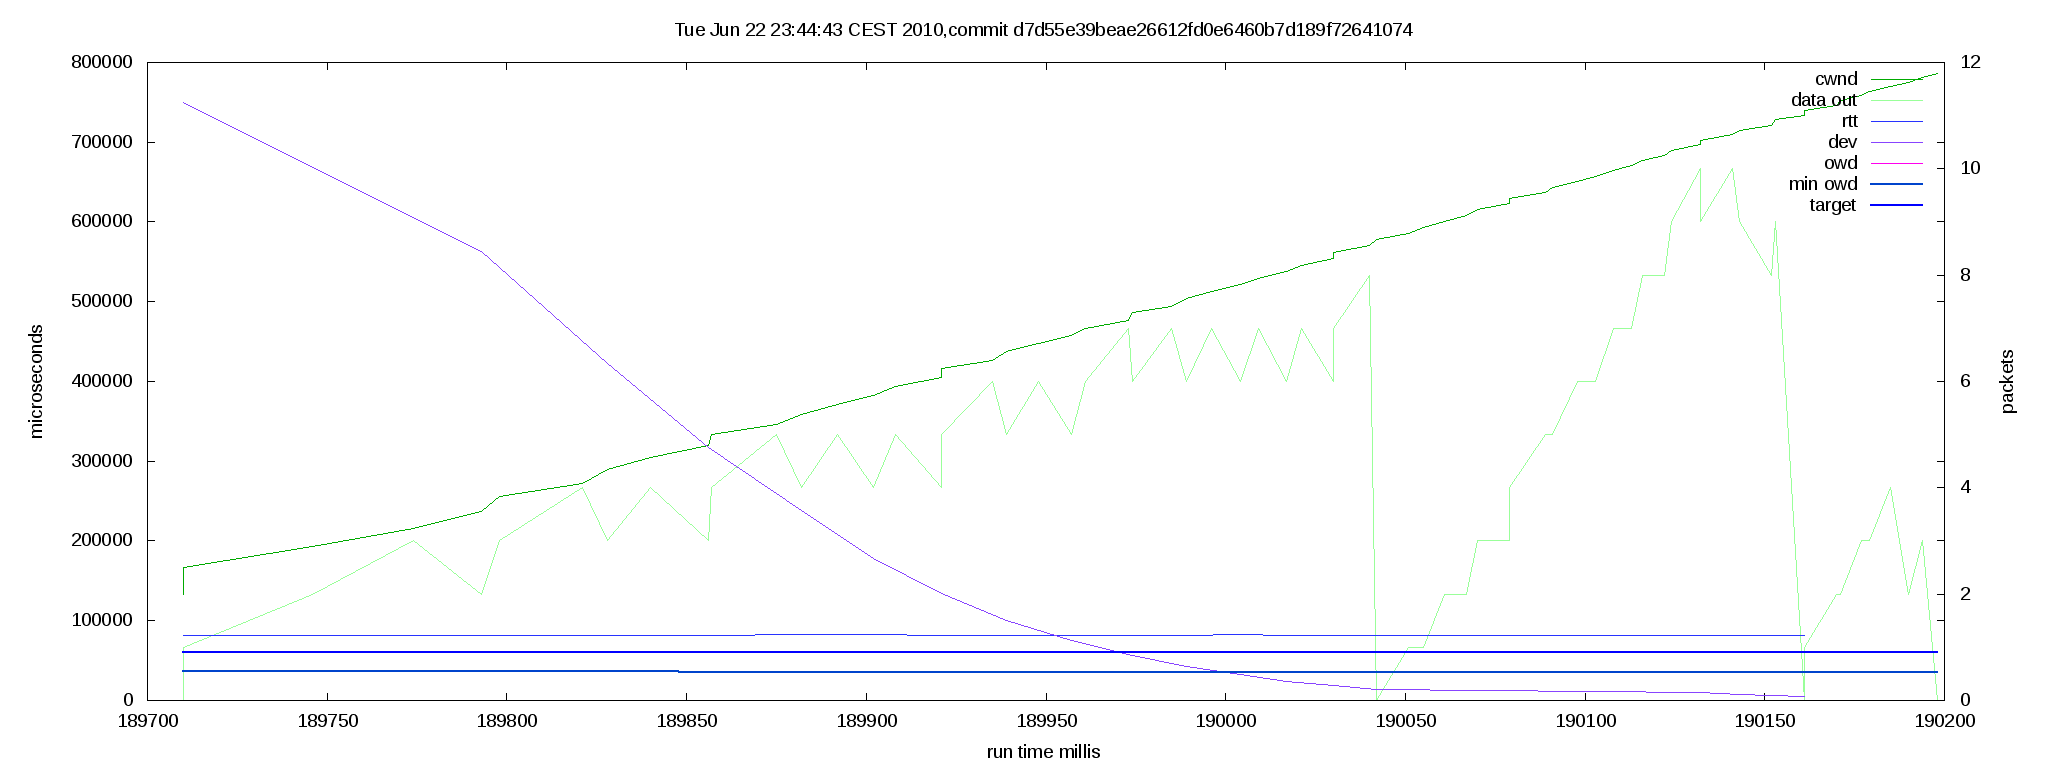 Tue Jun 22 23:44:43 CEST 2010,commit d7d55e39beae26612fd0e6460b7d189f72641074
800000
700000
600000
500000
400000
300000
200000
100000
0
microseconds
12
10
8
6
4
2
0
packets
cwnd
data out
rtt
dev
owd
min owd
target
189700 189750 189800 189850 189900 189950 190000 190050 190100 190150 190200
run time millis